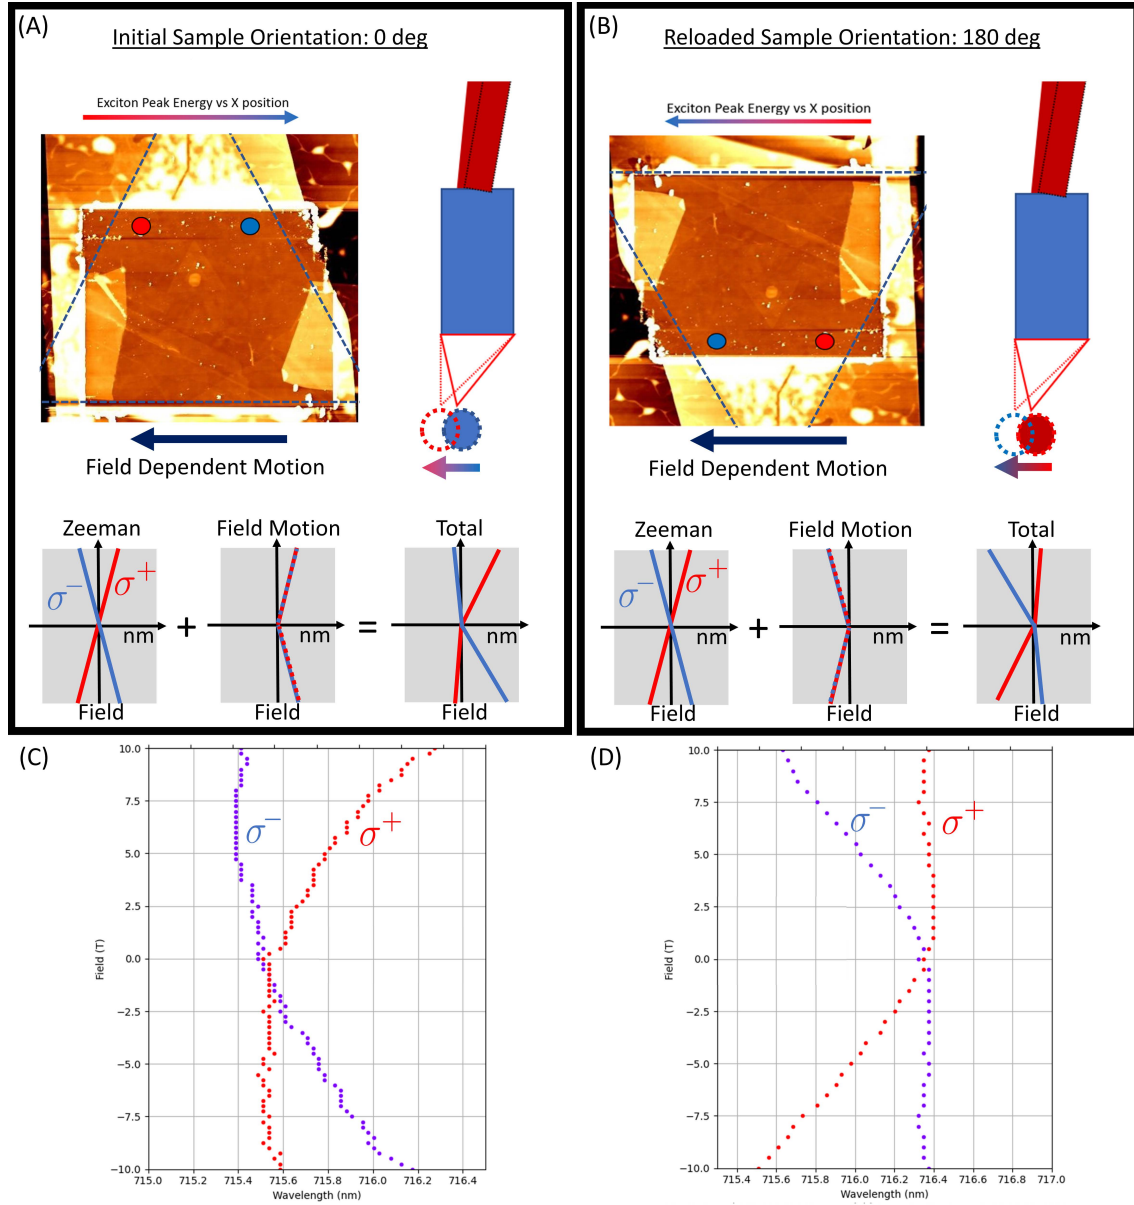 (A)
Initial Sample Orientation: 0 deg
Exciton Peak Energy vs X position
Field Dependent Motion
Zeeman
Field Motion
Total
σ−
σ+
nm
+
nm
=
nm
Field
Field
Field
(B)
Reloaded Sample Orientation: 180 deg
Exciton Peak Energy vs X position
Field Dependent Motion
Zeeman
Field Motion
Total
σ−
σ+
nm
+
nm
=
nm
Field
Field
Field
(C)
10.0
7.5
5.0
2.5
0.0
−2.5
−5.0
−7.5
−10.0
Field (T)
σ−
σ+
715.0
715.2
715.4
715.6
715.8
716.0
716.2
716.4
Wavelength (nm)
(D)
10.0
7.5
5.0
2.5
0.0
−2.5
−5.0
−7.5
−10.0
Field (T)
σ−
σ+
715.4
715.6
715.8
716.0
716.2
716.4
716.6
716.8
717.0
Wavelength (nm)